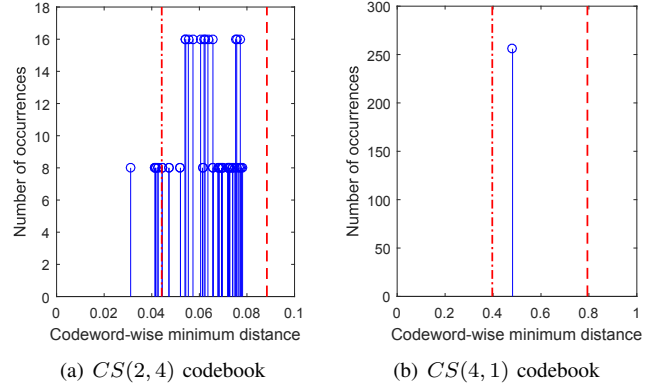 Number of occurrences
18
16
14
12
10
8
6
4
2
0
0 0.02 0.04 0.06 0.08 0.1
Codeword-wise minimum distance
(a) CS(2, 4) codebook
Number of occurrences
300
250
200
150
100
50
0
0 0.2 0.4 0.6 0.8 1
Codeword-wise minimum distance
(b) CS(4, 1) codebook